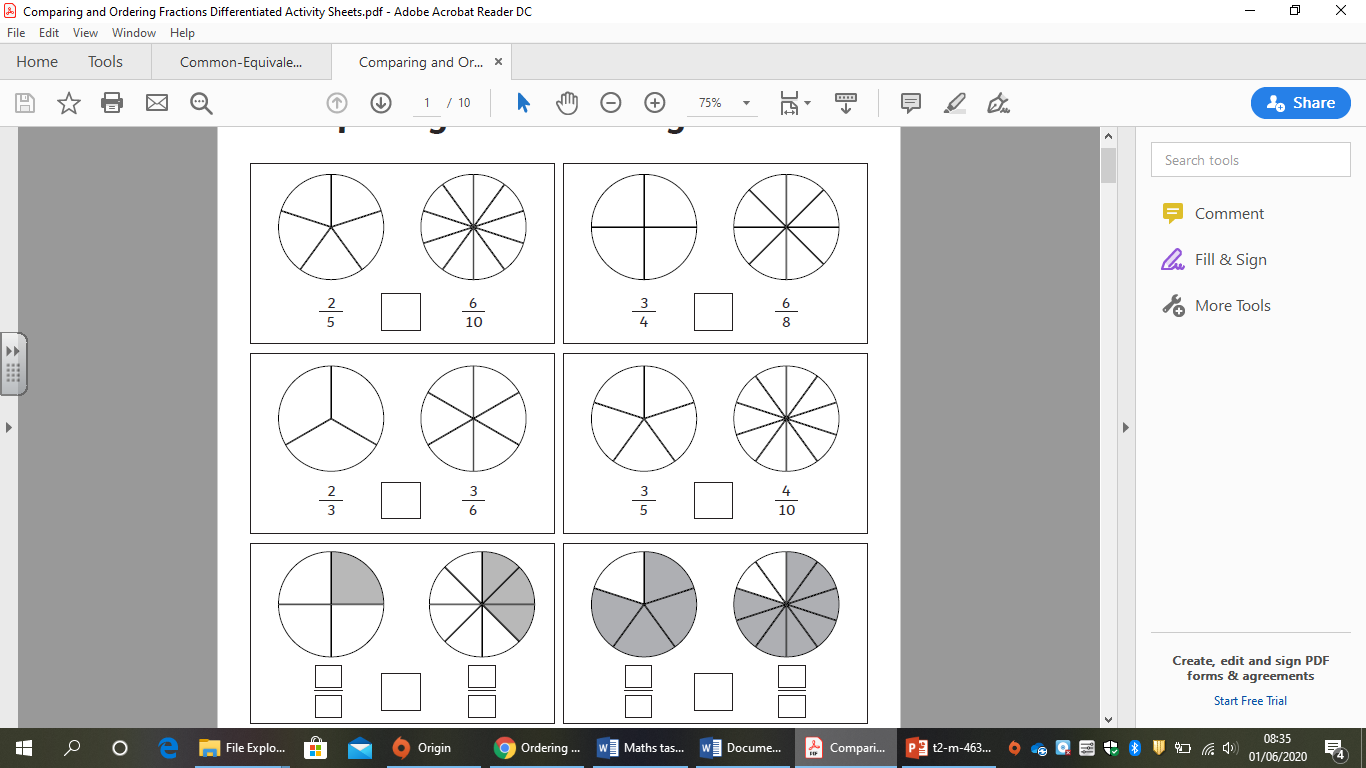 Comparing and Ordering Fractions Differentiated Activity Sheets.pdf - Adobe Acrobat Reader DC
File Edit View Window Help
Home Tools Common-Equivale... Comparing and Or... ×
1 / 10 75% Share
Search tools
Comment
Fill & Sign
More Tools
2 6
5 10
3 6
4 8
2 3
3 6
3 4
5 10
Create, edit and sign PDF
forms & agreements
Start Free Trial
File Explo... Origin Ordering ... Maths tas... Docume... Compari... t2-m-463...
08:35
01/06/2020
4